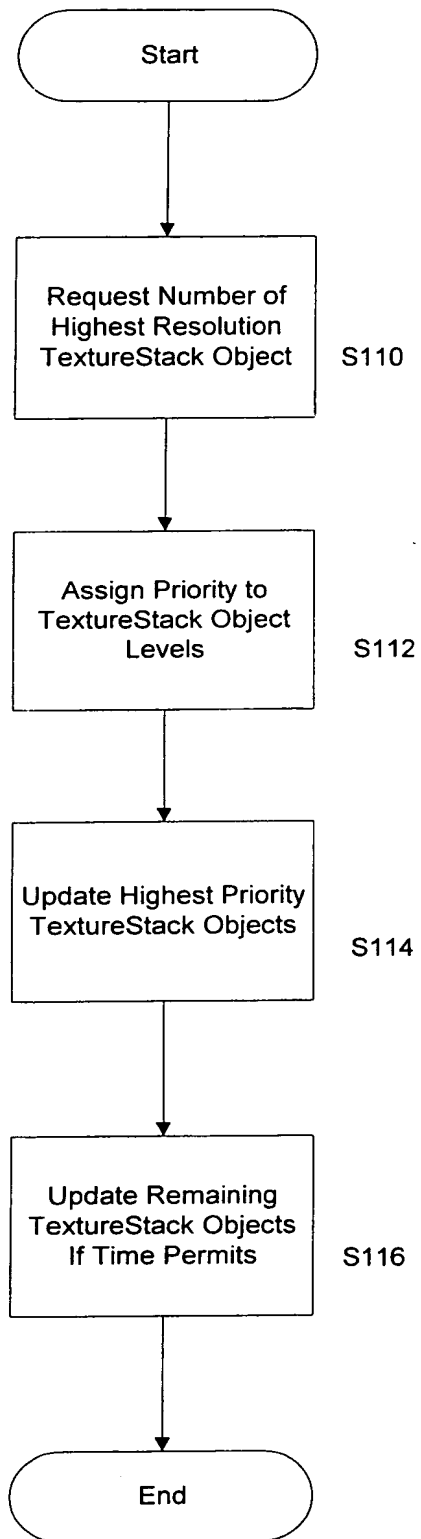 Start
Request Number of
Highest Resolution
TextureStack Object
S110
Assign Priority to
TextureStack Object
Levels
S112
Update Highest Priority
TextureStack Objects
S114
Update Remaining
TextureStack Objects
If Time Permits
S116
End